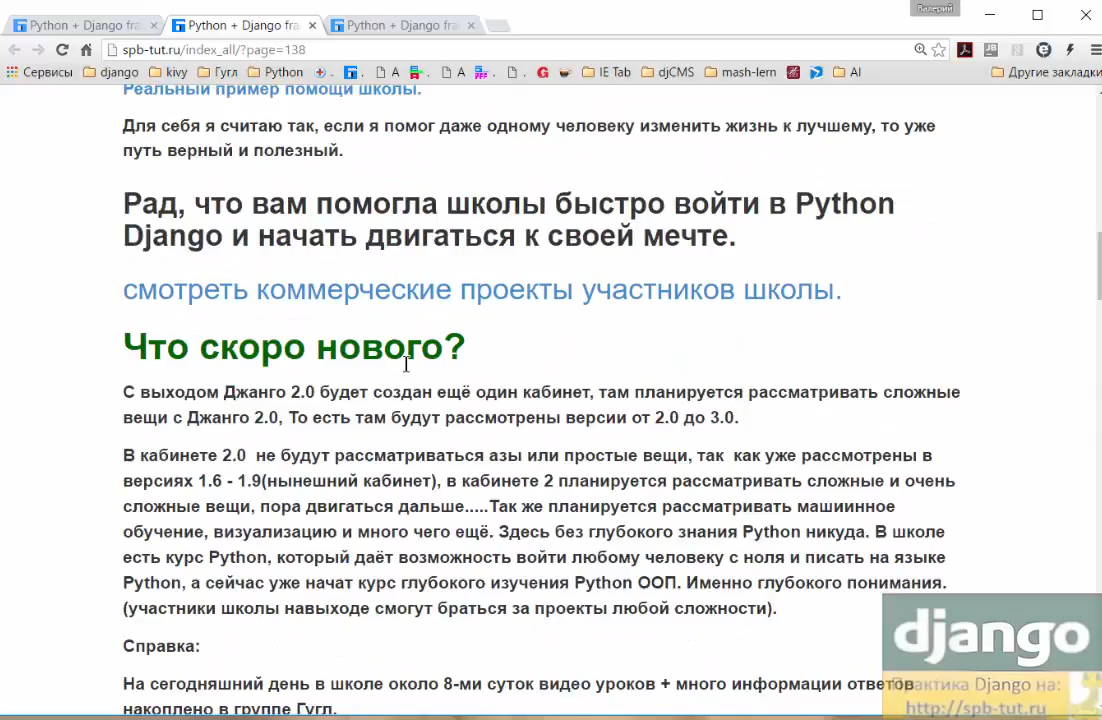 Валерий
Python + Django fra
Python + Django fra
Python + Django fra
spb-tut.ru/index_all/?page=138
Сервисы django kivy Гугл Python A A G IE Tab djCMS mash-lern AI Другие закладки
Реальный пример помощи школы.
Для себя я считаю так, если я помог даже одному человеку изменить жизнь к лучшему, то уже
путь верный и полезный.
Рад, что вам помогла школы быстро войти в Python
Django и начать двигаться к своей мечте.
смотреть коммерческие проекты участников школы.
Что скоро нового?
С выходом Джанго 2.0 будет создан ещё один кабинет, там планируется рассматривать сложные
вещи с Джанго 2.0, То есть там будут рассмотрены версии от 2.0 до 3.0.
В кабинете 2.0 не будут рассматриваться азы или простые вещи, так как уже рассмотрены в
версиях 1.6 - 1.9(нынешний кабинет), в кабинете 2 планируется рассматривать сложные и очень
сложные вещи, пора двигаться дальше.....Так же планируется рассматривать машиинное
обучение, визуализацию и много чего ещё. Здесь без глубокого знания Python никуда. В школе
есть курс Python, который даёт возможность войти любому человеку с ноля и писать на языке
Python, а сейчас уже начат курс глубокого изучения Python ООП. Именно глубокого понимания.
(участники школы навыходе смогут браться за проекты любой сложности).
Справка:
На сегодняшний день в школе около 8-ми суток видео уроков + много информации ответов
накоплено в группе Гугл.
django
Практика Django на:
http://spb-tut.ru